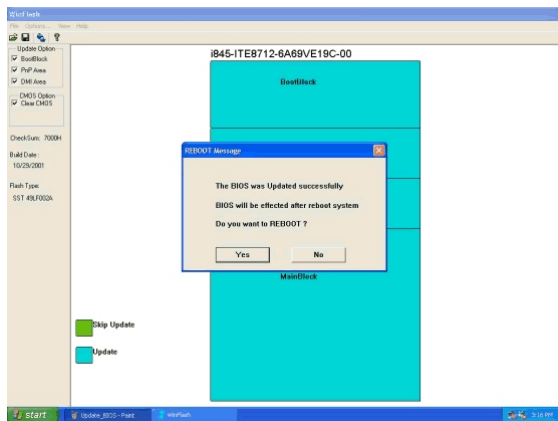 WinFlash
File Options... View Help
Update Option
BootBlock
PnP Area
DMI Area
CMOS Option
Clear CMOS
CheckSum: 7000H
Build Date:
10/29/2001
Flash Type:
SST 49LF002A
i845-ITE8712-6A69VE19C-00
BootBlock
REBOOT Message
The BIOS was Updated successfully
BIOS will be effected after reboot system
Do you want to REBOOT ?
Yes No
MainBlock
Skip Update
Update
start
Update_BIOS - Paint
WinFlash
3:16 PM